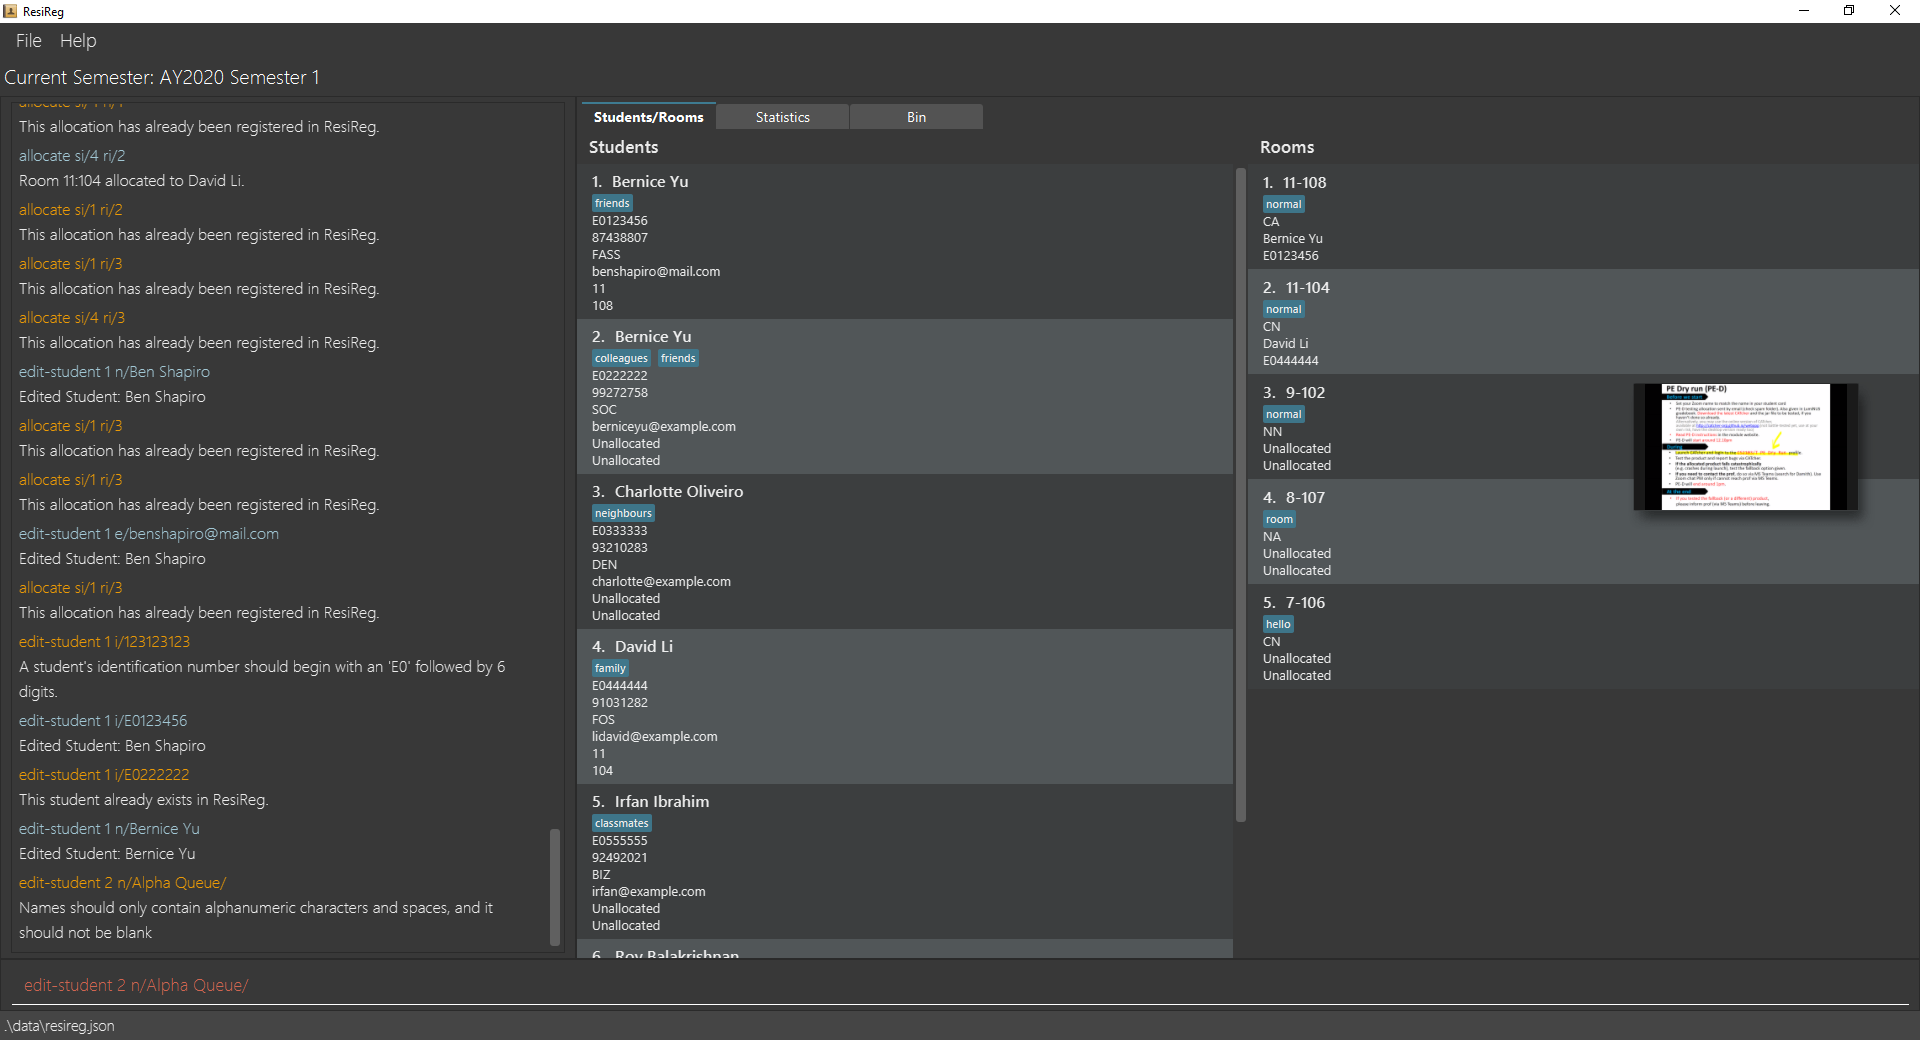 ResiReg
File Help
Current Semester: AY2020 Semester 1
This allocation has already been registered in ResiReg.
allocate si/4 ri/2
Room 11:104 allocated to David Li.
allocate si/1 ri/2
This allocation has already been registered in ResiReg.
allocate si/1 ri/3
This allocation has already been registered in ResiReg.
allocate si/4 ri/3
This allocation has already been registered in ResiReg.
edit-student 1 n/Ben Shapiro
Edited Student: Ben Shapiro
allocate si/1 ri/3
This allocation has already been registered in ResiReg.
allocate si/1 ri/3
This allocation has already been registered in ResiReg.
edit-student 1 e/benshapiro@mail.com
Edited Student: Ben Shapiro
allocate si/1 ri/3
This allocation has already been registered in ResiReg.
edit-student 1 i/123123123
A student's identification number should begin with an 'E0' followed by 6
digits.
edit-student 1 i/E0123456
Edited Student: Ben Shapiro
edit-student 1 i/E0222222
This student already exists in ResiReg.
edit-student 1 n/Bernice Yu
Edited Student: Bernice Yu
edit-student 2 n/Alpha Queue/
Names should only contain alphanumeric characters and spaces, and it
should not be blank
Students/Rooms Statistics Bin
Students
1. Bernice Yu
friends
E0123456
87438807
FASS
benshapiro@mail.com
11
108
2. Bernice Yu
colleagues friends
E0222222
99272758
SOC
berniceyu@example.com
Unallocated
Unallocated
3. Charlotte Oliveiro
neighbours
E0333333
93210283
DEN
charlotte@example.com
Unallocated
Unallocated
4. David Li
family
E0444444
91031282
FOS
lidavid@example.com
11
104
5. Irfan Ibrahim
classmates
E0555555
92492021
BIZ
irfan@example.com
Unallocated
Unallocated
6. Roy Balakrishnan
Rooms
1. 11-108
normal
CA
Bernice Yu
E0123456
2. 11-104
normal
CN
David Li
E0444444
3. 9-102
normal
NN
Unallocated
Unallocated
4. 8-107
room
NA
Unallocated
Unallocated
5. 7-106
hello
CN
Unallocated
Unallocated
PE Dry run (PE-D)
edit-student 2 n/Alpha Queue/
.\data\resireg.json